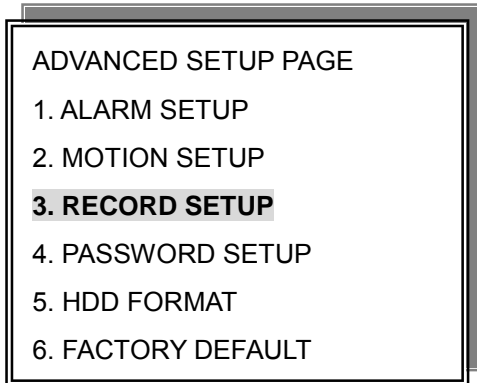 ADVANCED SETUP PAGE
1. ALARM SETUP
2. MOTION SETUP
3. RECORD SETUP
4. PASSWORD SETUP
5. HDD FORMAT
6. FACTORY DEFAULT